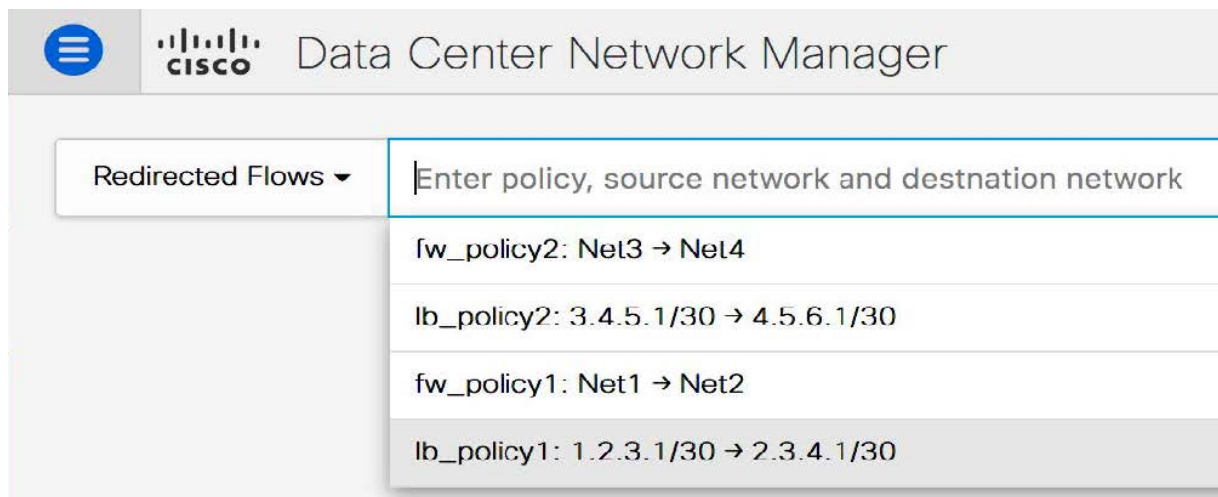 cisco Data Center Network Manager
Redirected Flows Enter policy, source network and destnation network
fw_policy2: Net3 → Net4
lb_policy2: 3.4.5.1/30 → 4.5.6.1/30
fw_policy1: Net1 → Net2
lb_policy1: 1.2.3.1/30 → 2.3.4.1/30